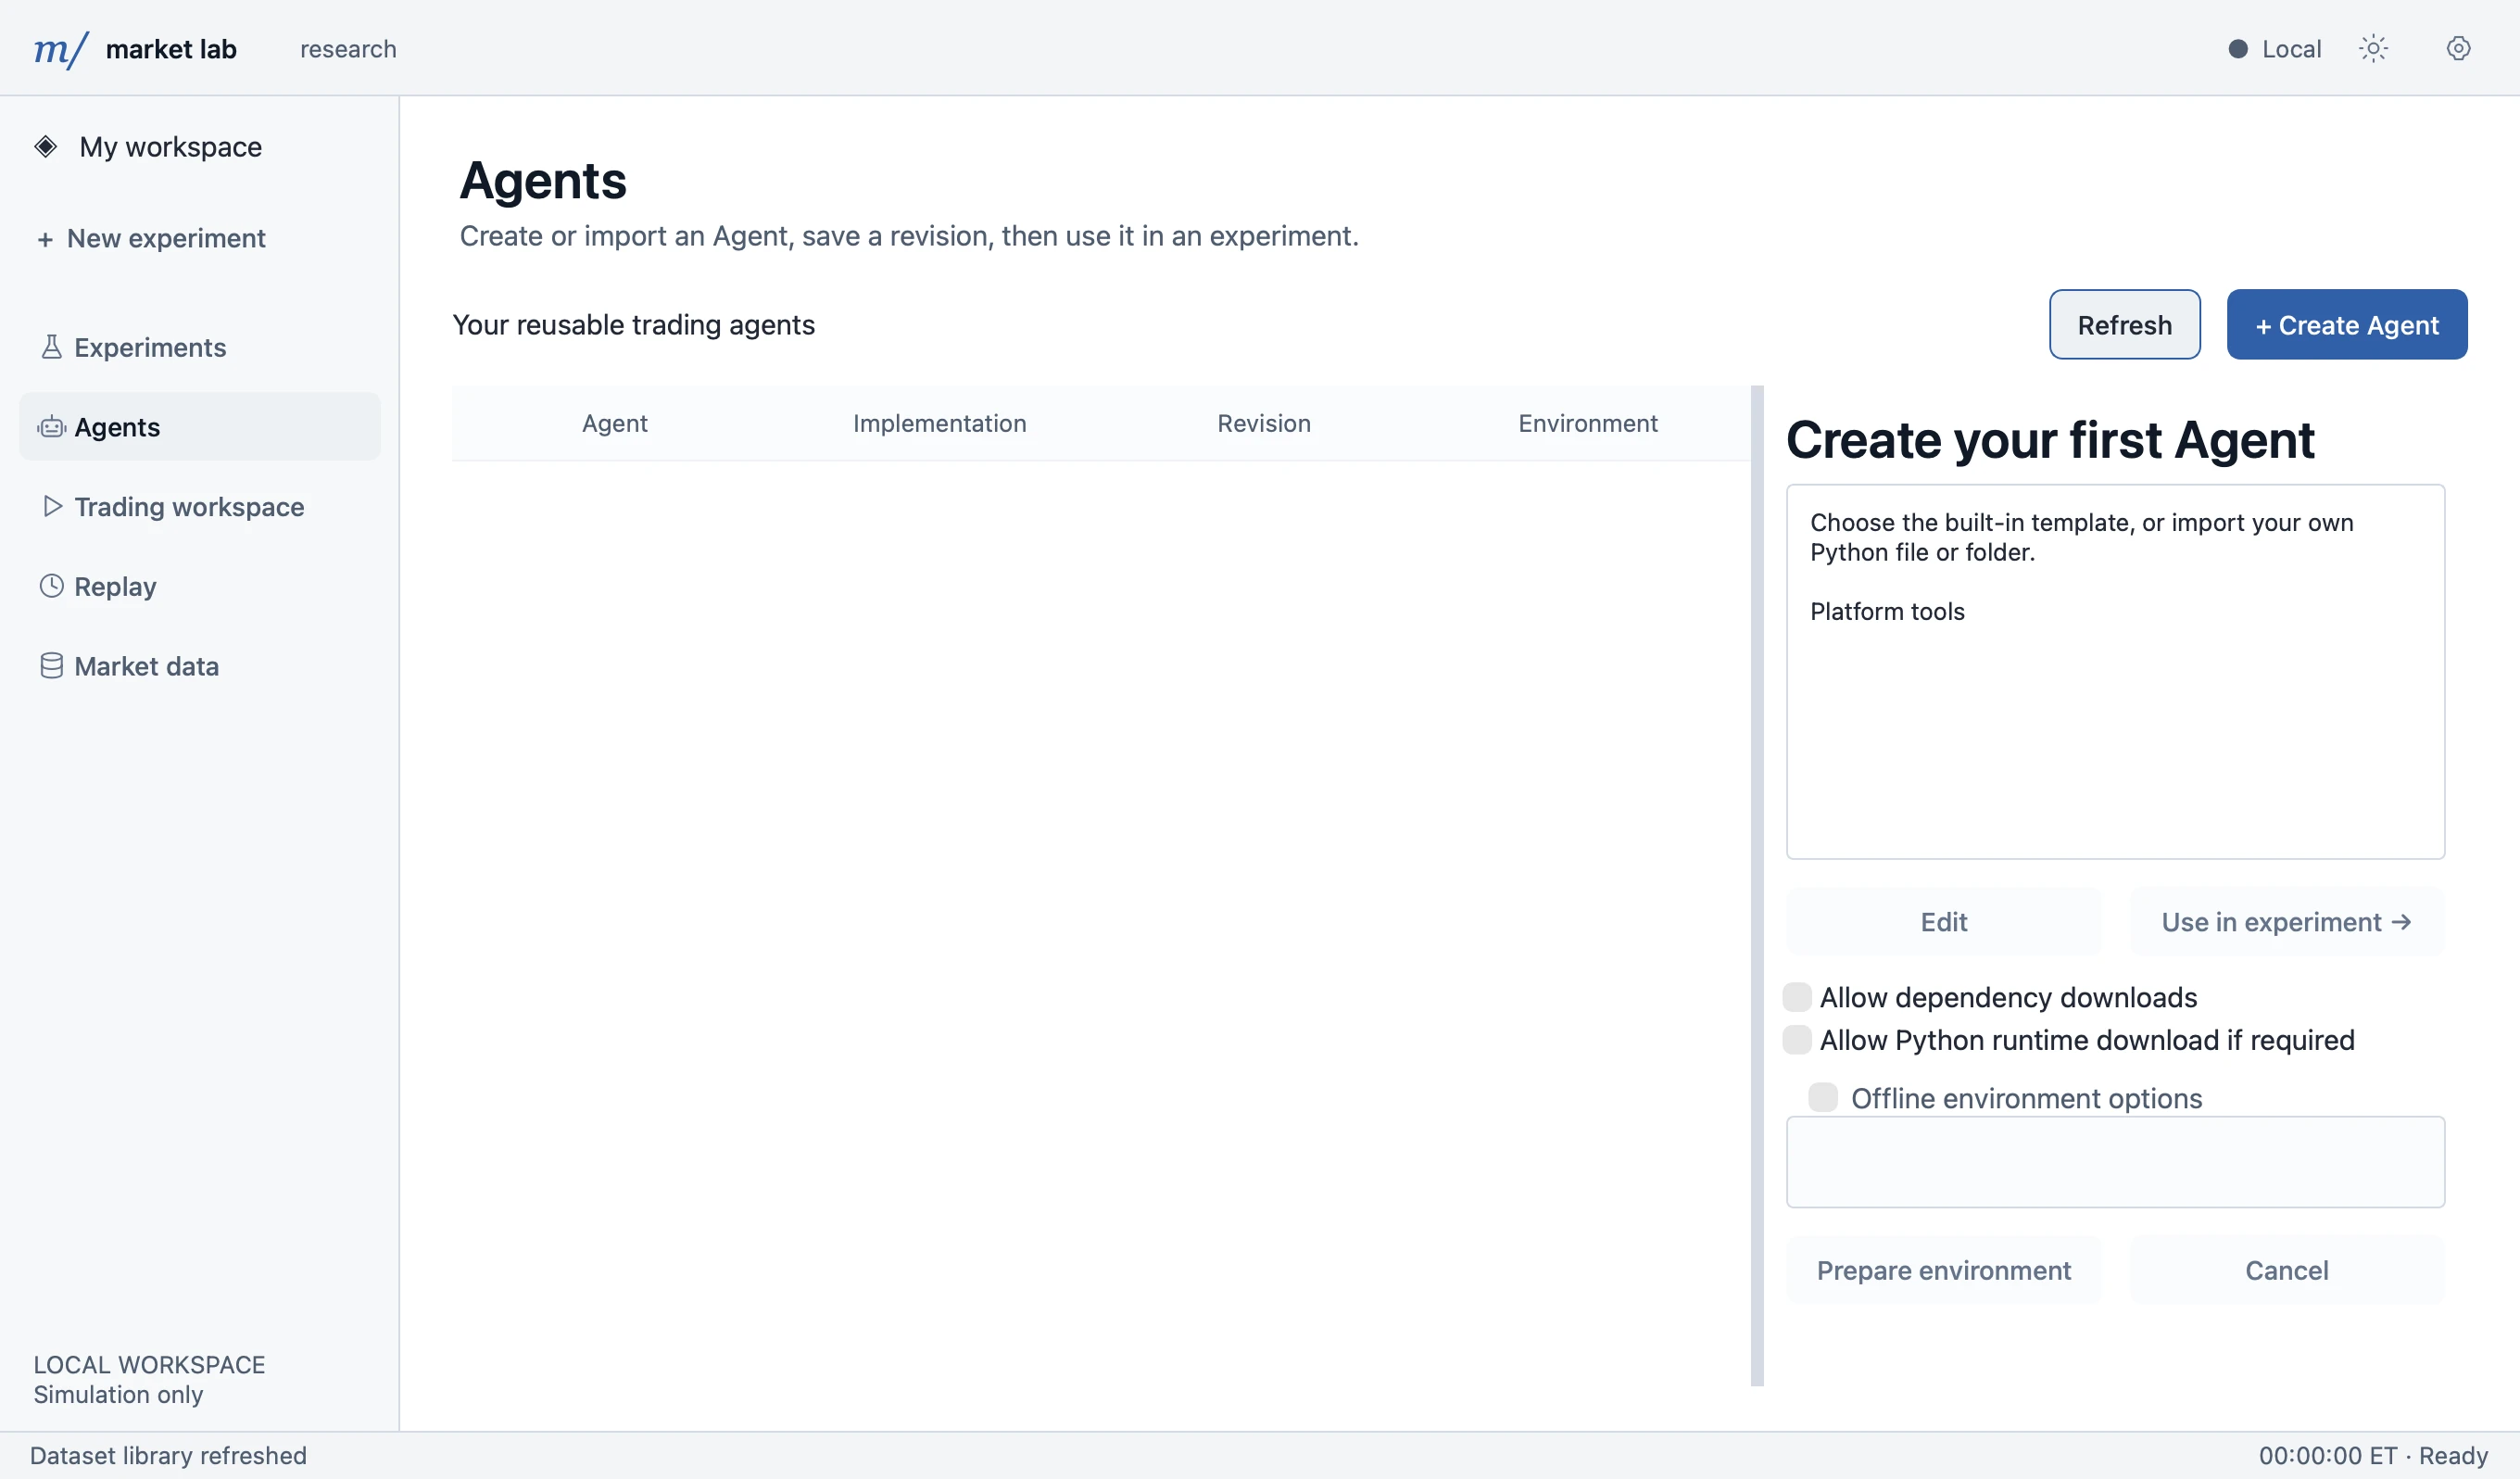 m/ market lab research Local
My workspace
+ New experiment
Experiments
Agents
Trading workspace
Replay
Market data
LOCAL WORKSPACE
Simulation only
Agents
Create or import an Agent, save a revision, then use it in an experiment.
Your reusable trading agents
Refresh
+ Create Agent
Agent Implementation Revision Environment
Create your first Agent
Choose the built-in template, or import your own
Python file or folder.
Platform tools
Edit
Use in experiment →
Allow dependency downloads
Allow Python runtime download if required
Offline environment options
Prepare environment
Cancel
Dataset library refreshed
00:00:00 ET · Ready